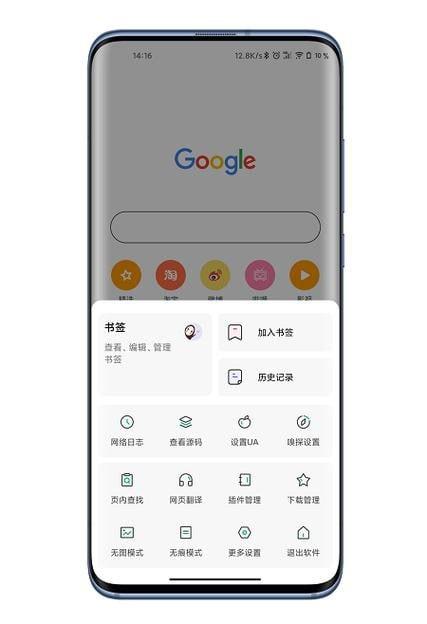 14:16
12.8K/s
10 %
Google
书签
查看、编辑、管理
书签
加入书签
历史记录
网络日志
查看源码
设置UA
嗅探设置
页内查找
网页翻译
插件管理
下载管理
无图模式
无痕模式
更多设置
退出软件